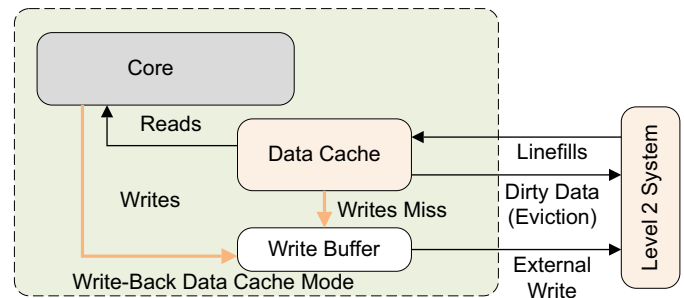 Core
Reads
Data Cache
Linefills
Dirty Data
(Eviction)
Writes
Writes Miss
Write Buffer
External
Write
Write-Back Data Cache Mode
Level 2 System